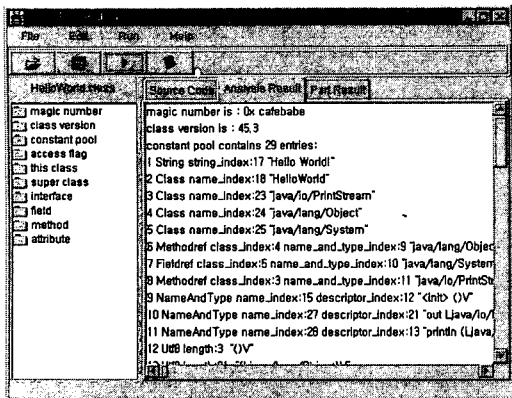 File Edit Run Help
HelloWorld.class
Source Code Analysis Result Part Result
magic number
class version
constant pool
access flag
this class
super class
interface
field
method
attribute
magic number is : 0x cafebabe
class version is : 45.3
constant pool contains 29 entries:
1 String string_index:17 "Hello World!"
2 Class name_index:18 "HelloWorld"
3 Class name_index:23 "java/io/PrintStream"
4 Class name_index:24 "java/lang/Object"
5 Class name_index:25 "java/lang/System"
6 Methodref class_index:4 name_and_type_index:9 "java/lang/Objec
7 Fieldref class_index:5 name_and_type_index:10 "java/lang/System
8 Methodref class_index:3 name_and_type_index:11 "java/io/PrintSt
9 NameAndType name_index:15 descriptor_index:12 "<init> ()V"
10 NameAndType name_index:27 descriptor_index:21 "out Ljava/io/
11 NameAndType name_index:28 descriptor_index:13 "println (Ljava/
12 Utf8 length:3 "()V"